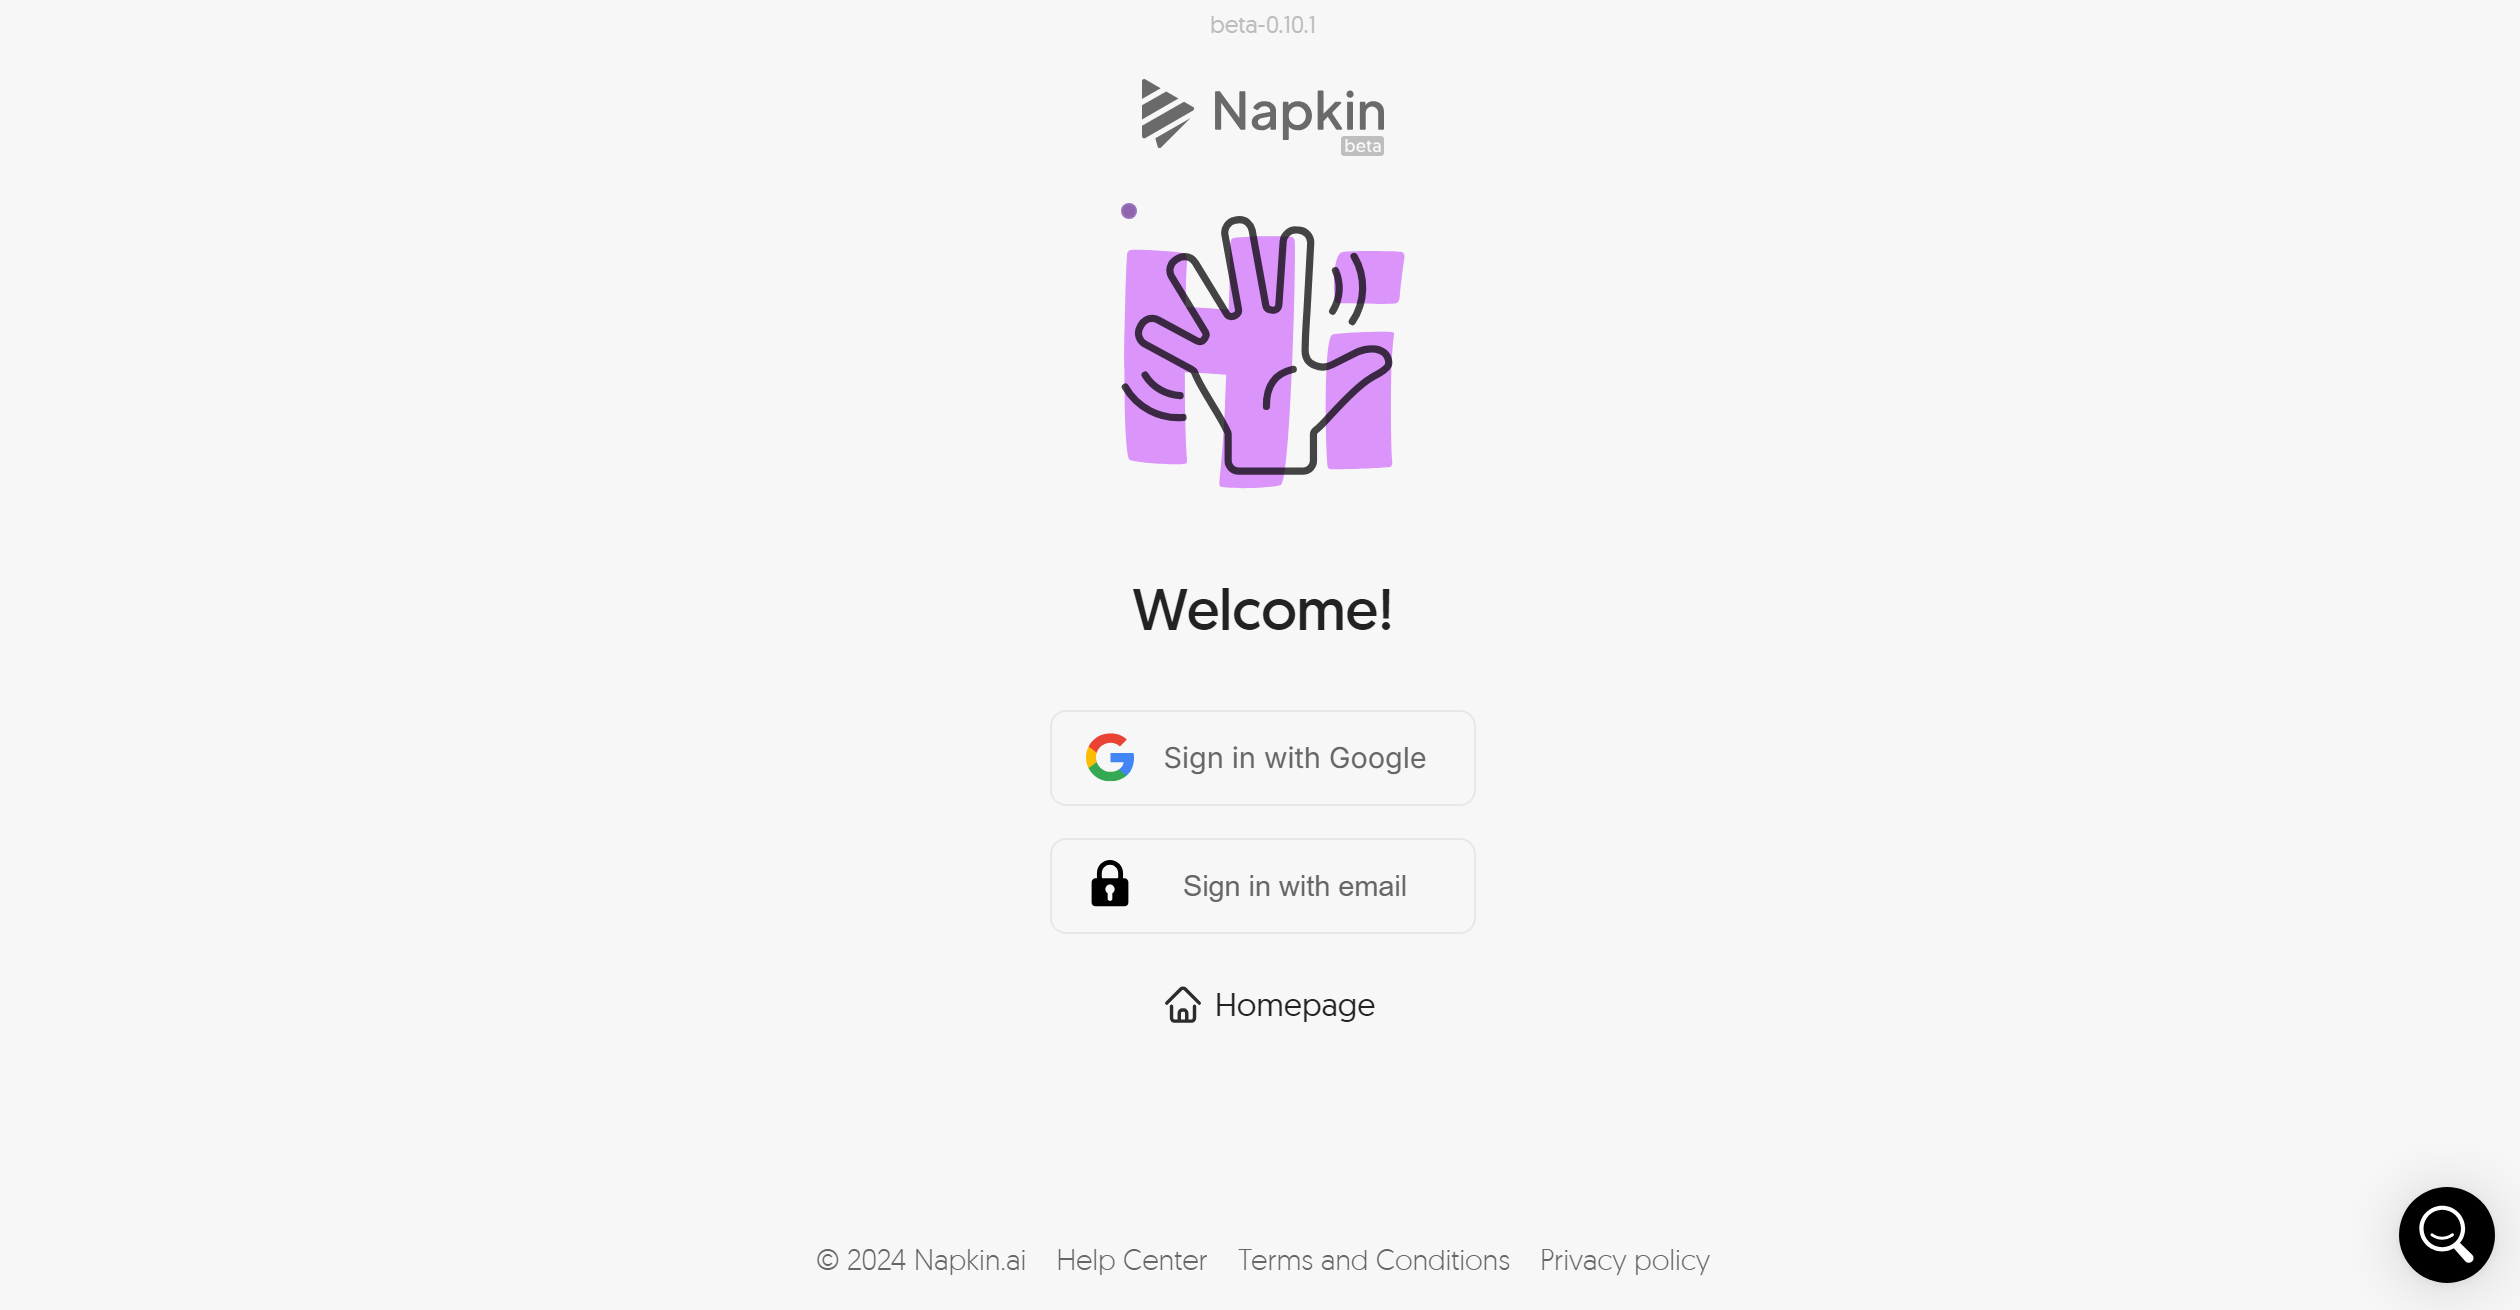 beta-0.10.1
Napkin
beta
Welcome!
Sign in with Google
Sign in with email
Homepage
© 2024 Napkin.ai Help Center Terms and Conditions Privacy policy